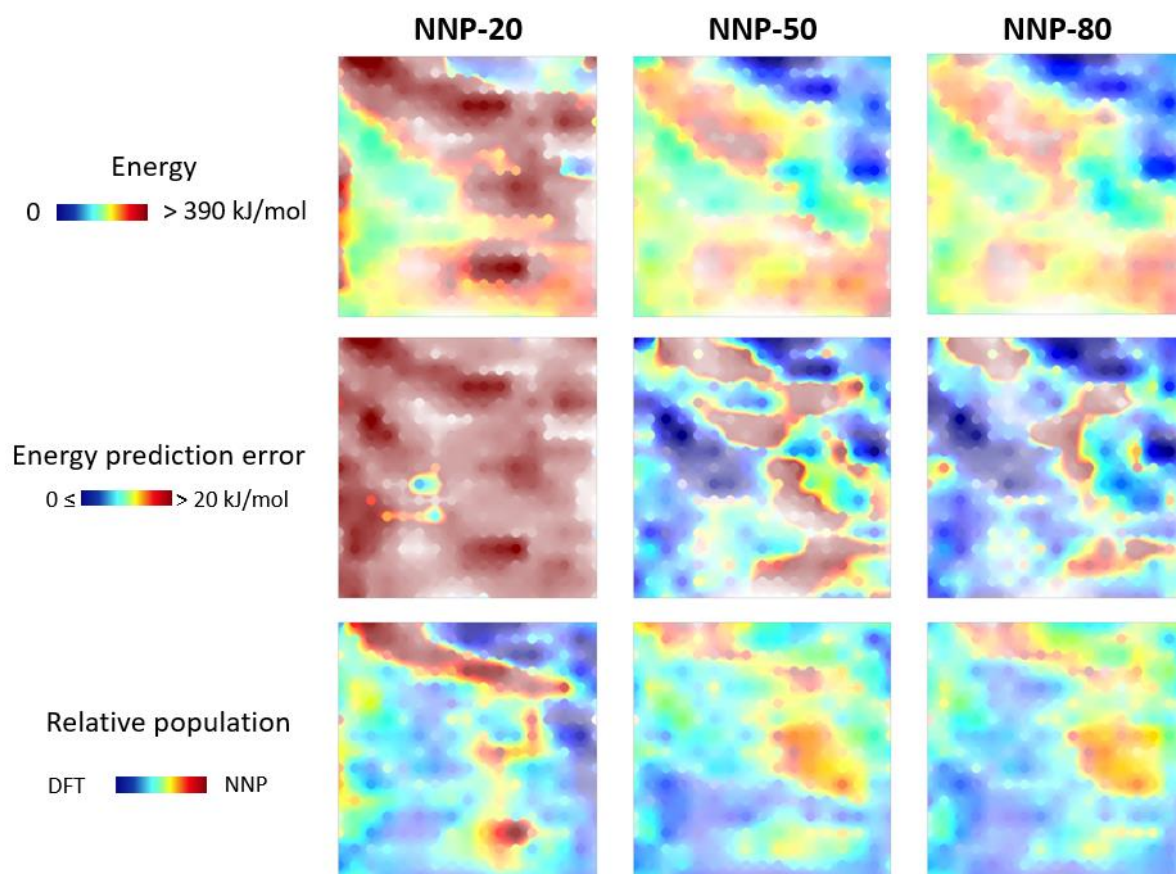 NNP-20 NNP-50 NNP-80
Energy
0 > 390 kJ/mol
Energy prediction error
0 ≤ > 20 kJ/mol
Relative population
DFT NNP